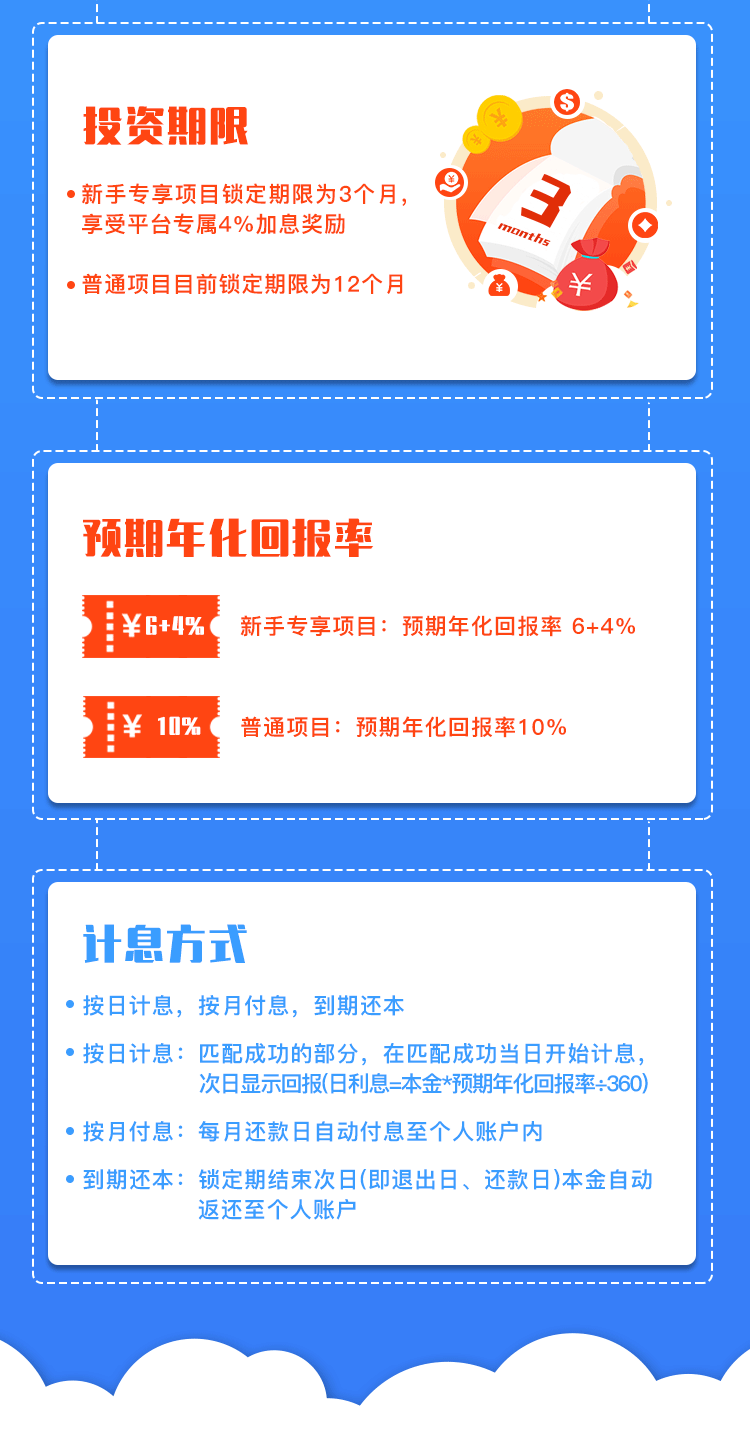 投资期限
新手专享项目锁定期限为3个月,
享受平台专属4%加息奖励
普通项目目前锁定期限为12个月
3
months
预期年化回报率
¥6+4%
新手专享项目：预期年化回报率 6+4%
¥ 10%
普通项目：预期年化回报率10%
计息方式
按日计息，按月付息，到期还本
按日计息：匹配成功的部分，在匹配成功当日开始计息，
次日显示回报(日利息=本金*预期年化回报率÷360)
按月付息：每月还款日自动付息至个人账户内
到期还本：锁定期结束次日(即退出日、还款日)本金自动
返还至个人账户